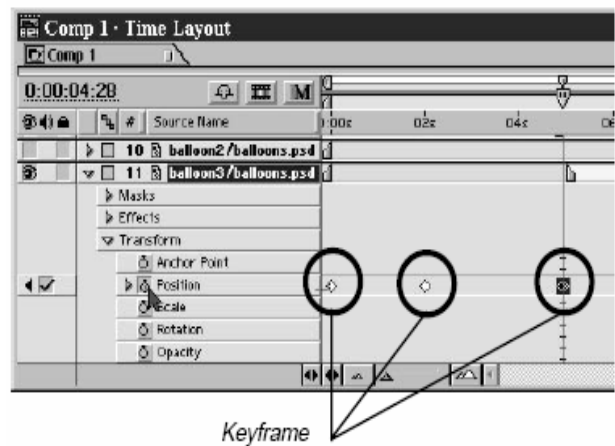 Comp 1 · Time Layout
Comp 1
0:00:04:28 M
# Source Name :00s 02s 04s
10 balloon2/balloons.psd
11 balloon3/balloons.psd
Masks
Effects
Transform
Anchor Point
Position
Scale
Rotation
Opacity
Keyframe